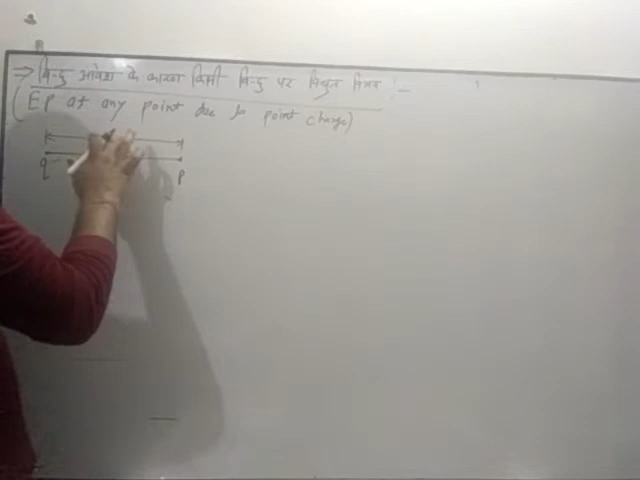 ⇒ बिन्दु आवेश के कारण किसी बिन्दु पर विद्युत विभव :-
(EP at any point due to point charge)
q P